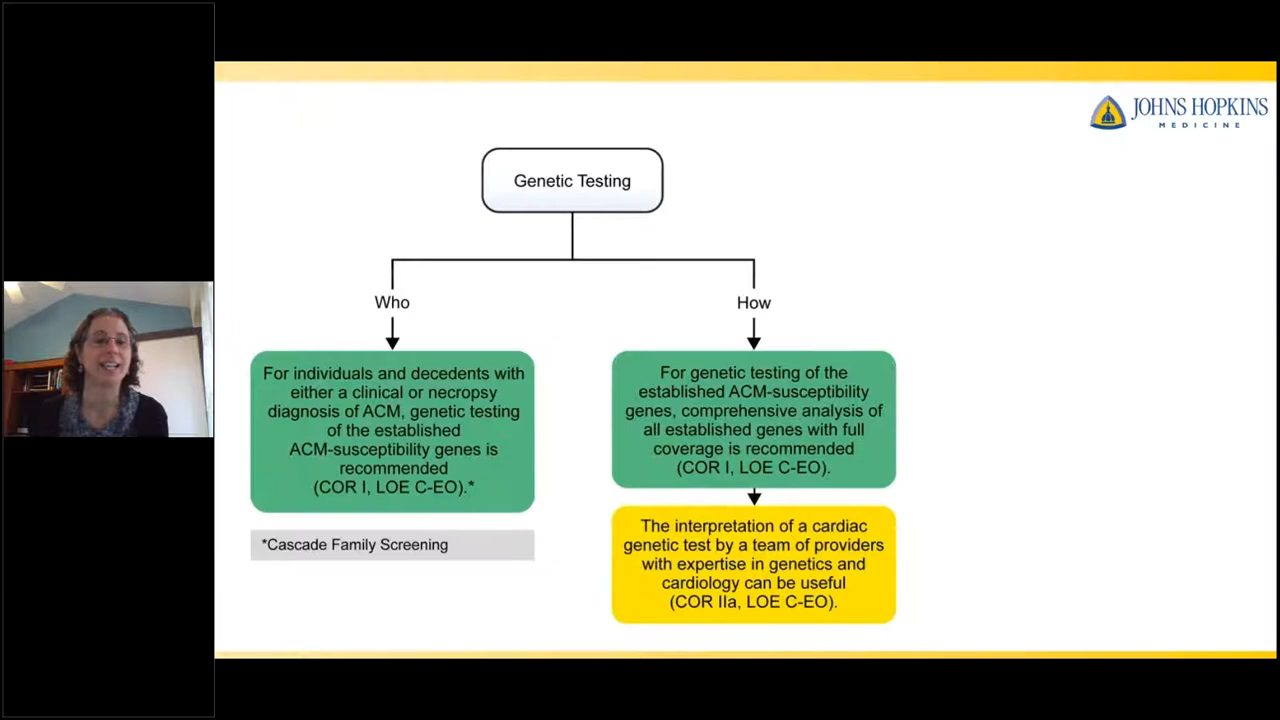 JOHNS HOPKINS
MEDICINE
Genetic Testing
Who
How
For individuals and decedents with
either a clinical or necropsy
diagnosis of ACM, genetic testing
of the established
ACM-susceptibility genes is
recommended
(COR I, LOE C-EO).*
*Cascade Family Screening
For genetic testing of the
established ACM-susceptibility
genes, comprehensive analysis of
all established genes with full
coverage is recommended
(COR I, LOE C-EO).
The interpretation of a cardiac
genetic test by a team of providers
with expertise in genetics and
cardiology can be useful
(COR IIa, LOE C-EO).